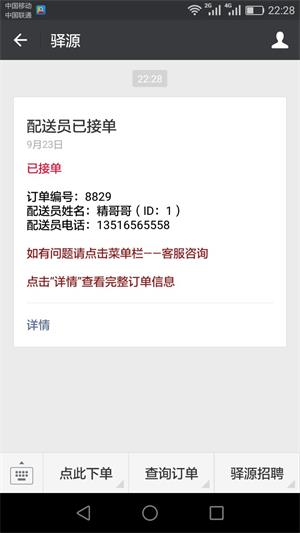 中国移动
中国联通
2G 4G 22:28
驿源
22:28
配送员已接单
9月23日
已接单
订单编号：8829
配送员姓名：精哥哥（ID：1）
配送员电话：13516565558
如有问题请点击菜单栏——客服咨询
点击“详情”查看完整订单信息
详情
点此下单 查询订单 驿源招聘